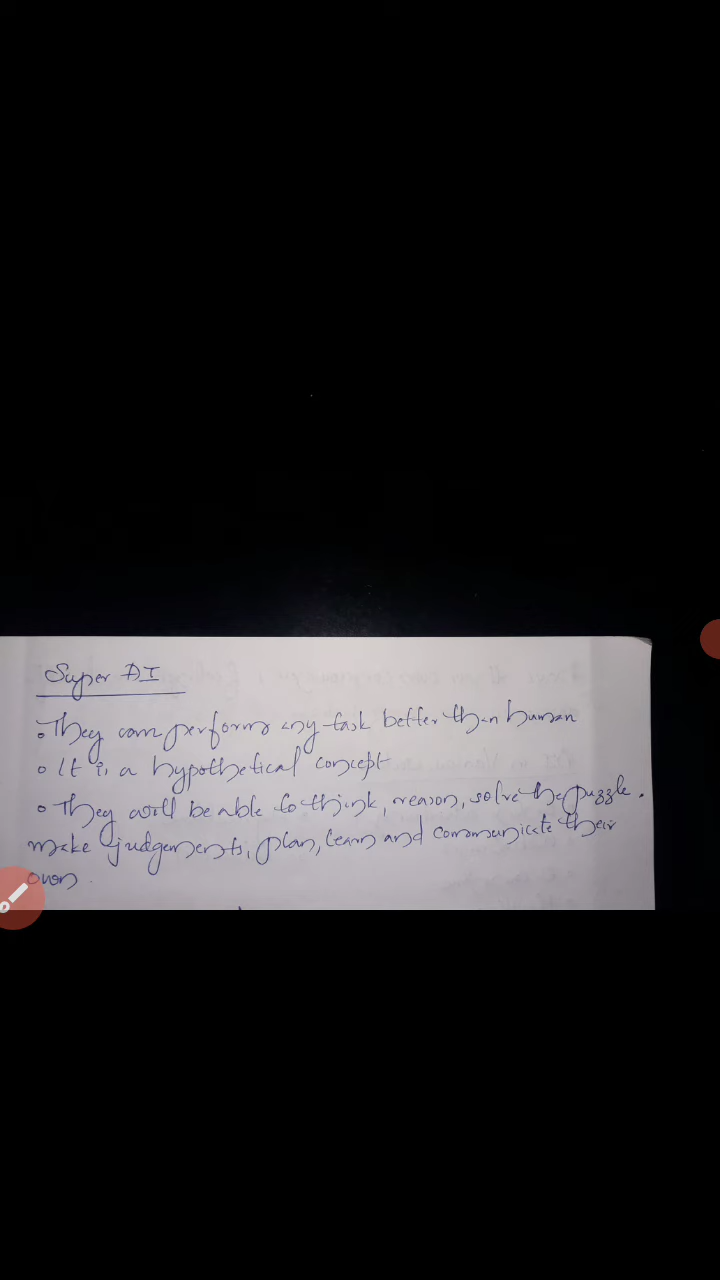 Super AI
• They can perform any task better than human
• It is a hypothetical concept
• They will be able to think, reason, solve the puzzle.
make judgements, plan, learn and communicate their
own.